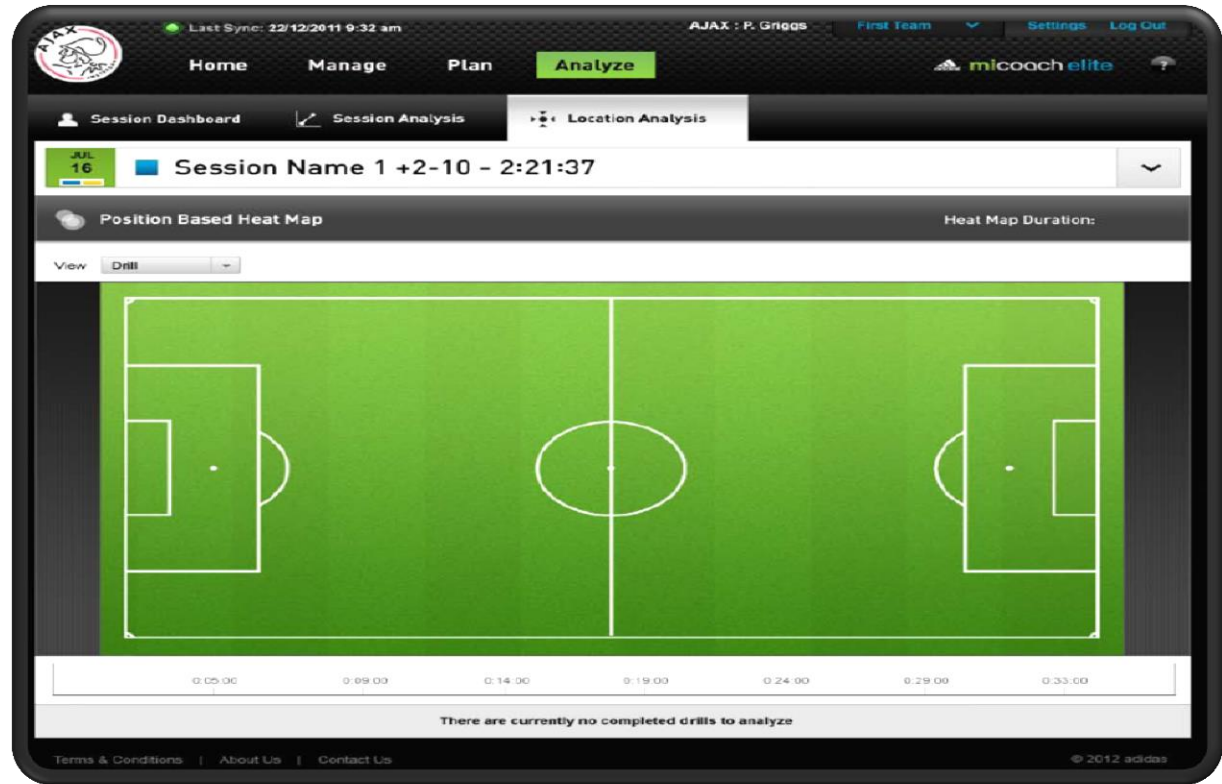 AJAX
Last Sync: 22/12/2011 9:32 am
AJAX : P. Griggs
First Team
Settings
Log Out
Home
Manage
Plan
Analyze
micoach elite
?
Session Dashboard
Session Analysis
Location Analysis
JUL
16
Session Name 1 +2-10 - 2:21:37
Position Based Heat Map
Heat Map Duration:
View
Drill
0:05:00
0:09:00
0:14:00
0:19:00
0:24:00
0:29:00
0:33:00
There are currently no completed drills to analyze
Terms & Conditions | About Us | Contact Us
© 2012 adidas